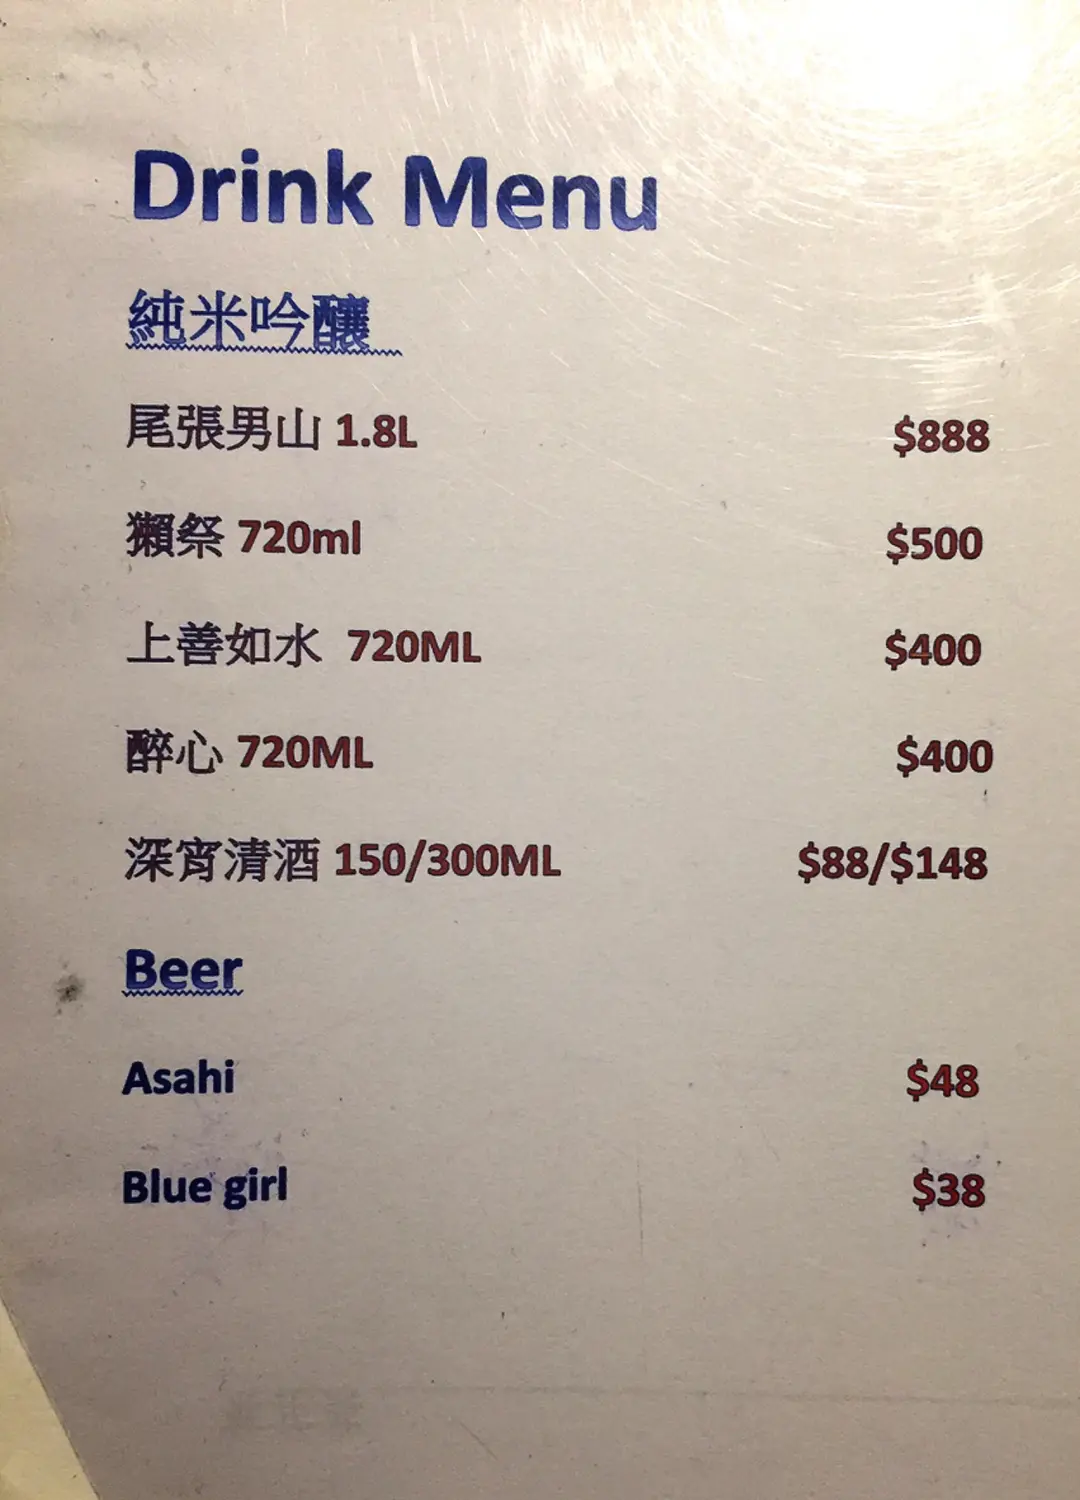 Drink Menu
純米吟釀
尾張男山 1.8L $888
獺祭 720ml $500
上善如水 720ML $400
醉心 720ML $400
深宵清酒 150/300ML $88/$148
Beer
Asahi $48
Blue girl $38